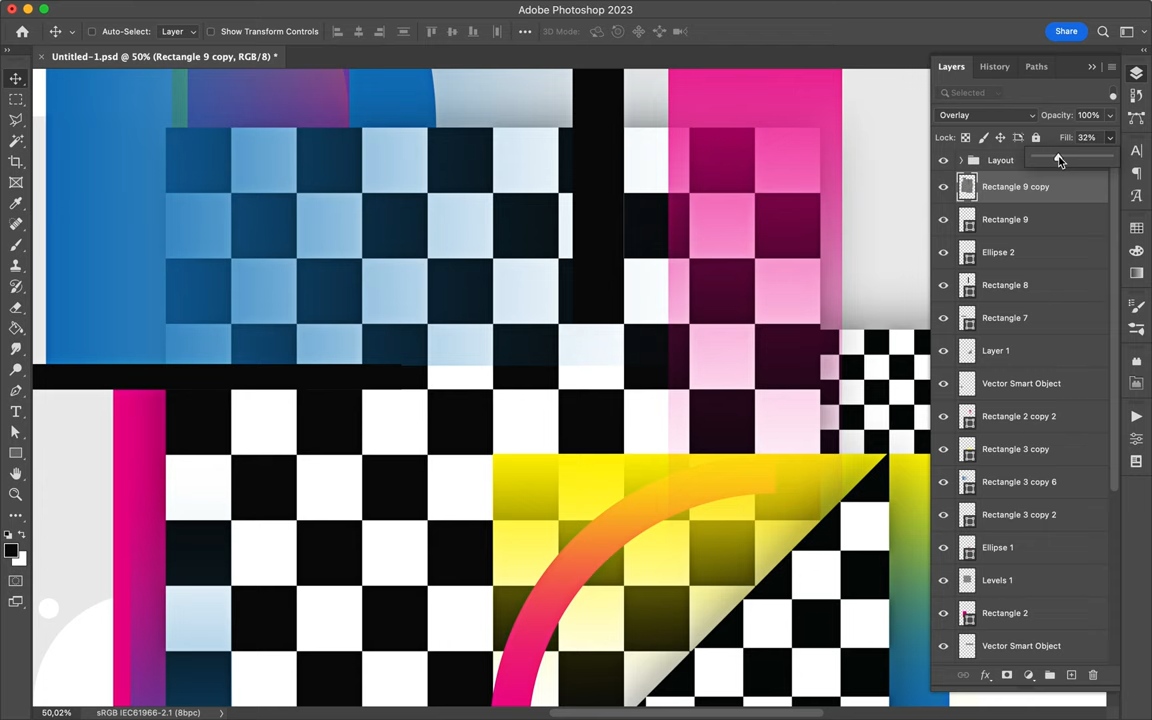 Adobe Photoshop 2023
Auto-Select: Layer Show Transform Controls 3D Mode: Share
Untitled-1.psd @ 50% (Rectangle 9 copy, RGB/8) *
Layers History Paths
Selected
Overlay Opacity: 100%
Lock: Fill: 32%
Layout
Rectangle 9 copy
Rectangle 9
Ellipse 2
Rectangle 8
Rectangle 7
Layer 1
Vector Smart Object
Rectangle 2 copy 2
Rectangle 3 copy
Rectangle 3 copy 6
Rectangle 3 copy 2
Ellipse 1
Levels 1
Rectangle 2
Vector Smart Object
fx
50,02% sRGB IEC61966-2.1 (8bpc)